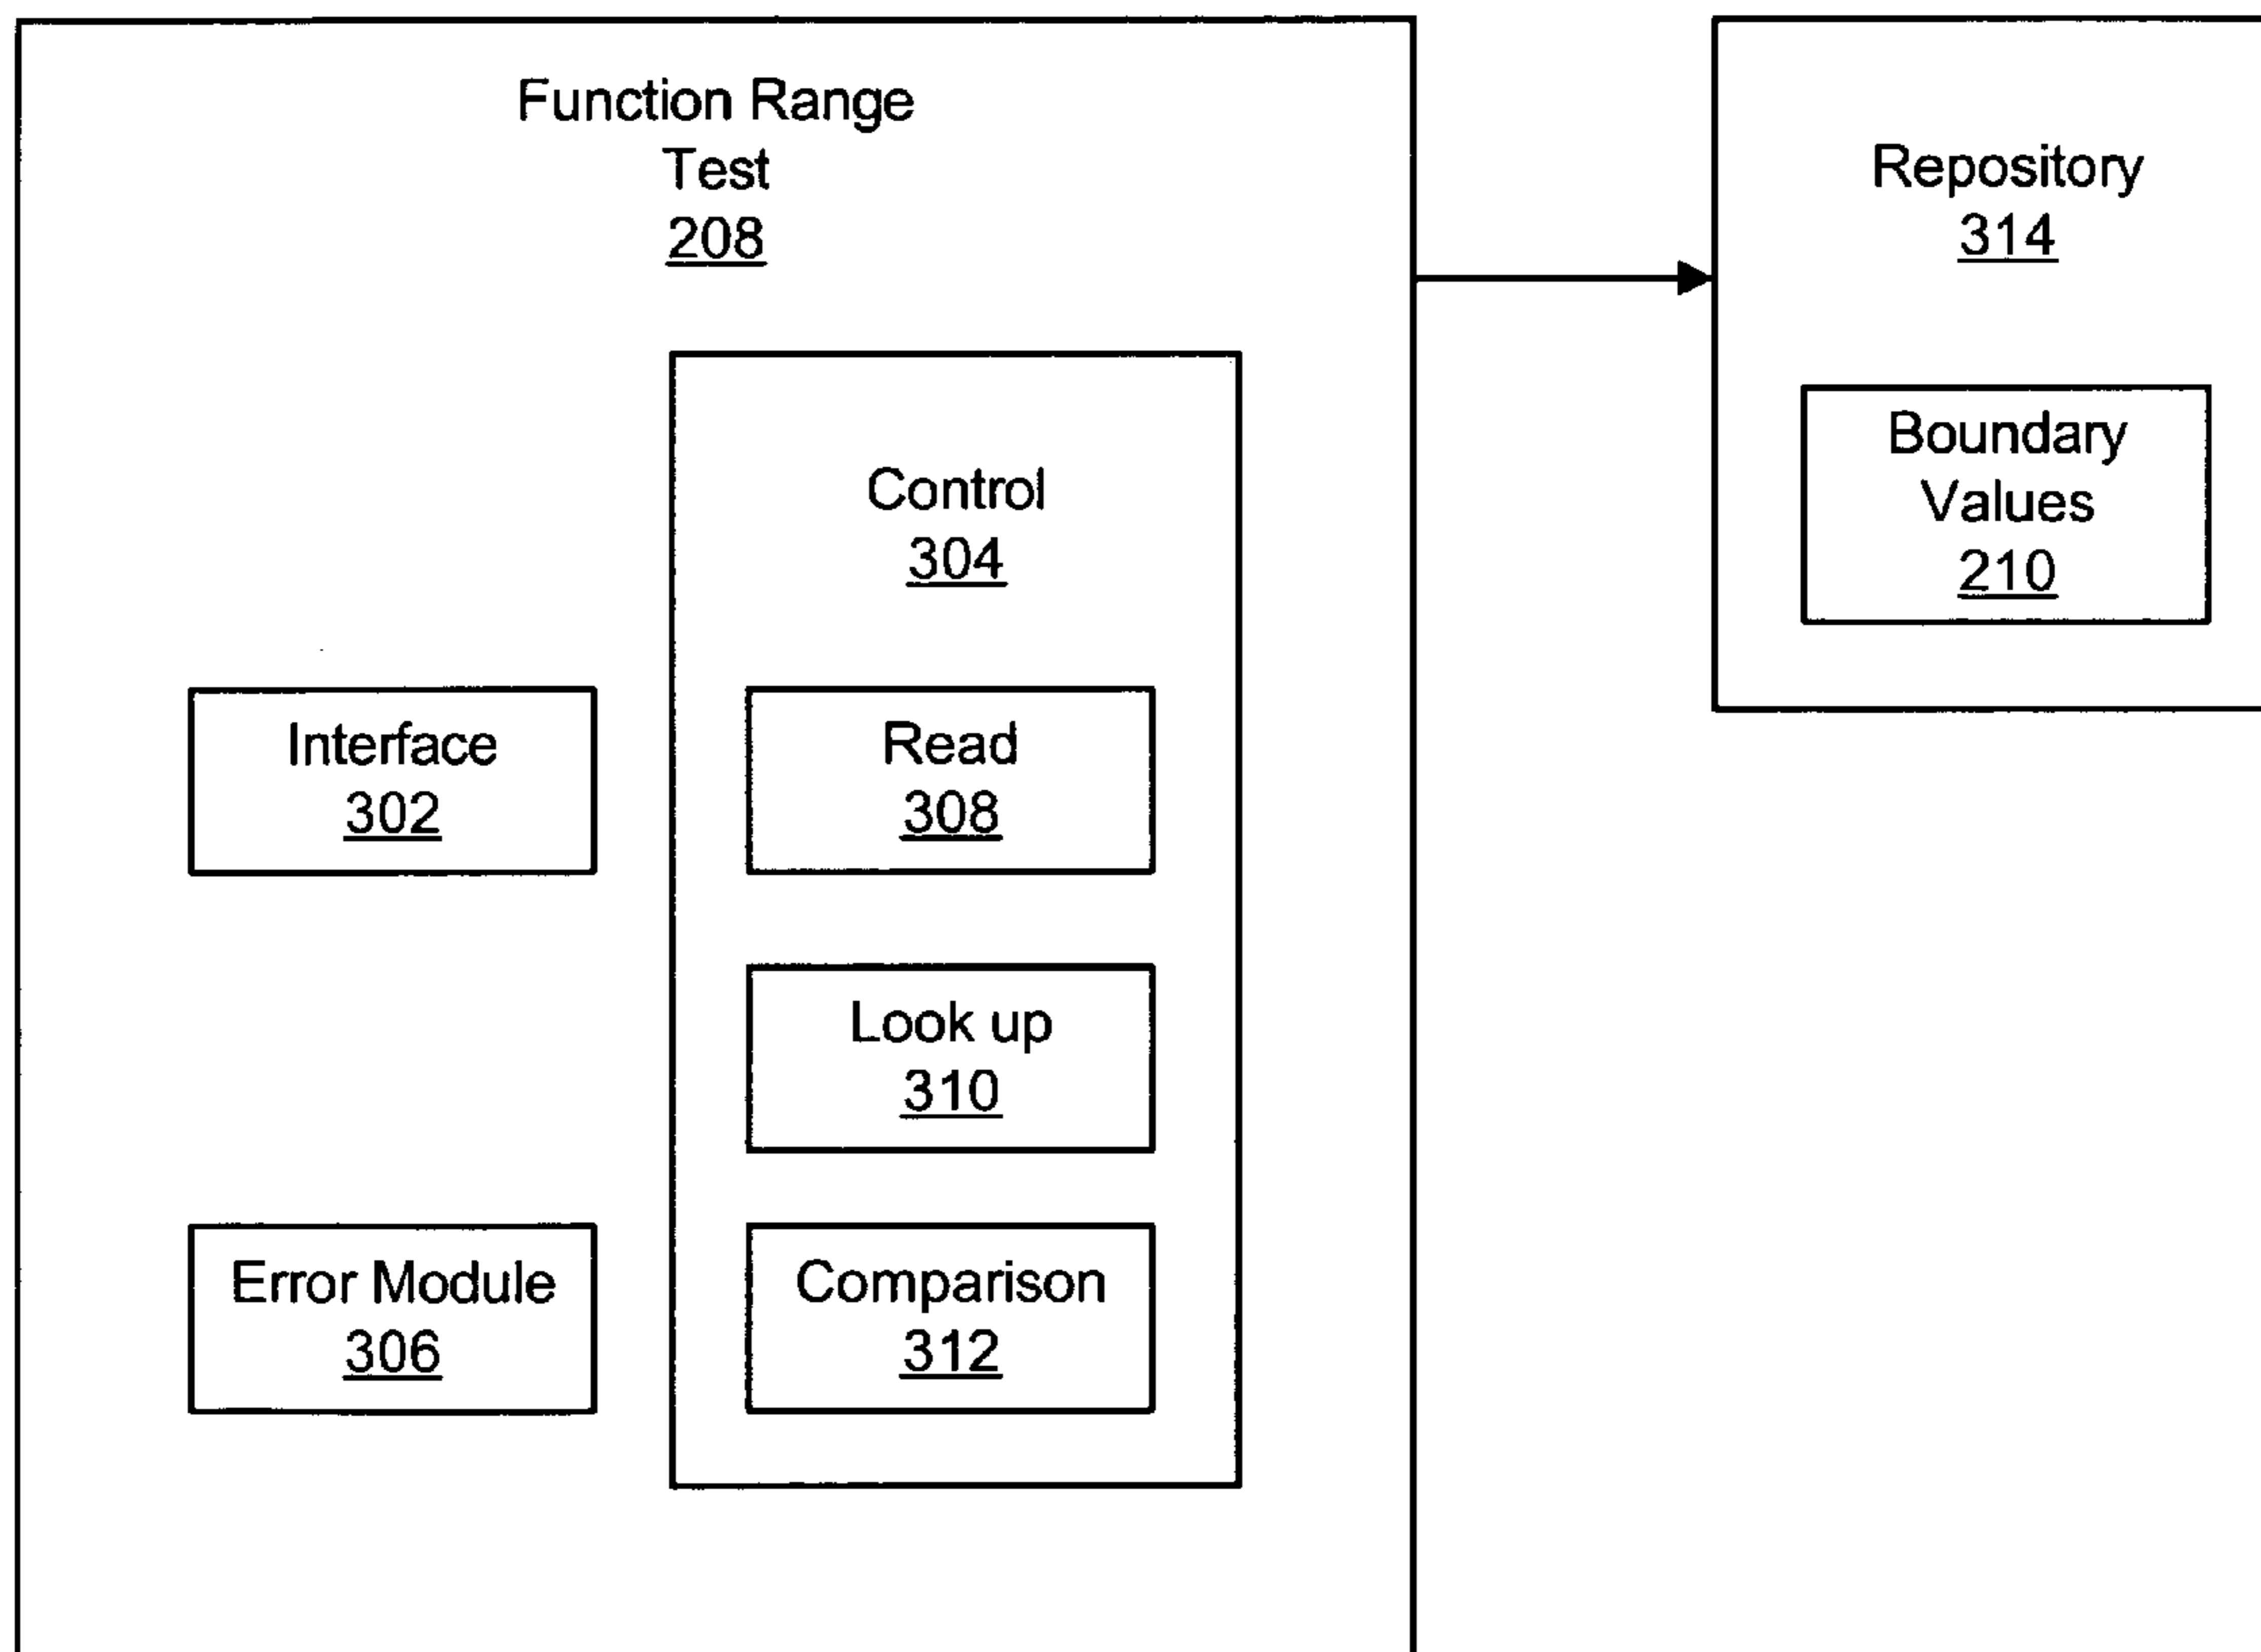 Function Range
Test
208
Repository
314
Boundary
Values
210
Control
304
Interface
302
Read
308
Look up
310
Error Module
306
Comparison
312